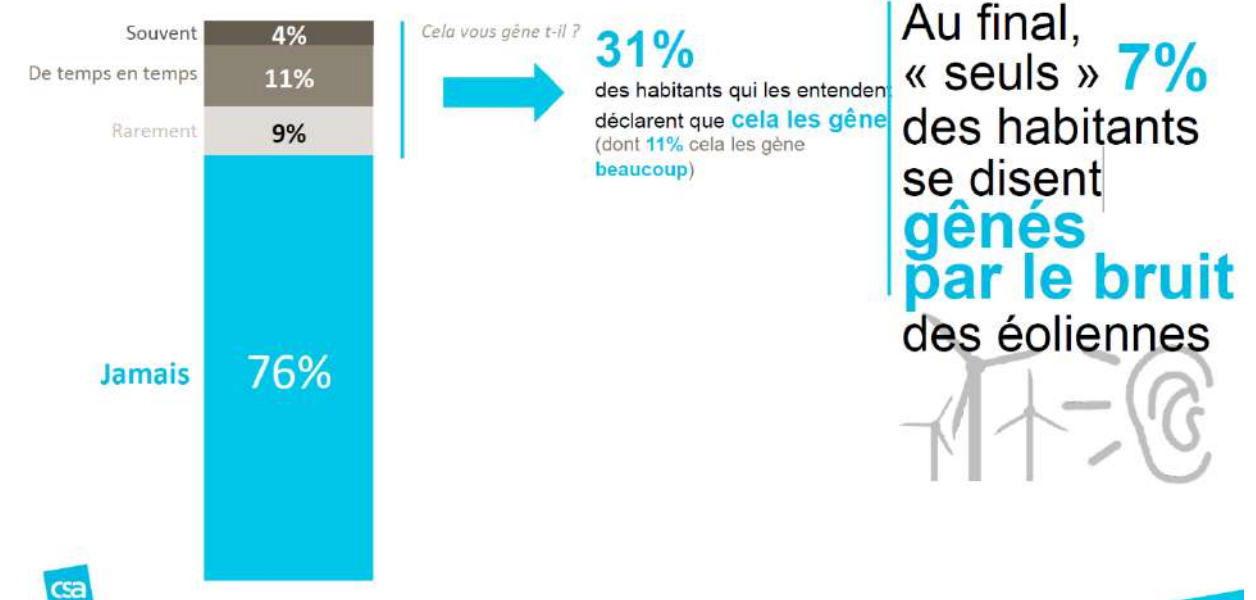 Souvent 4%
De temps en temps 11%
Rarement 9%
Jamais 76%
Cela vous gêne t-il ?
31%
des habitants qui les entendent
déclarent que cela les gêne
(dont 11% cela les gène
beaucoup)
Au final,
« seuls » 7%
des habitants
se disent
gênés
par le bruit
des éoliennes
csa